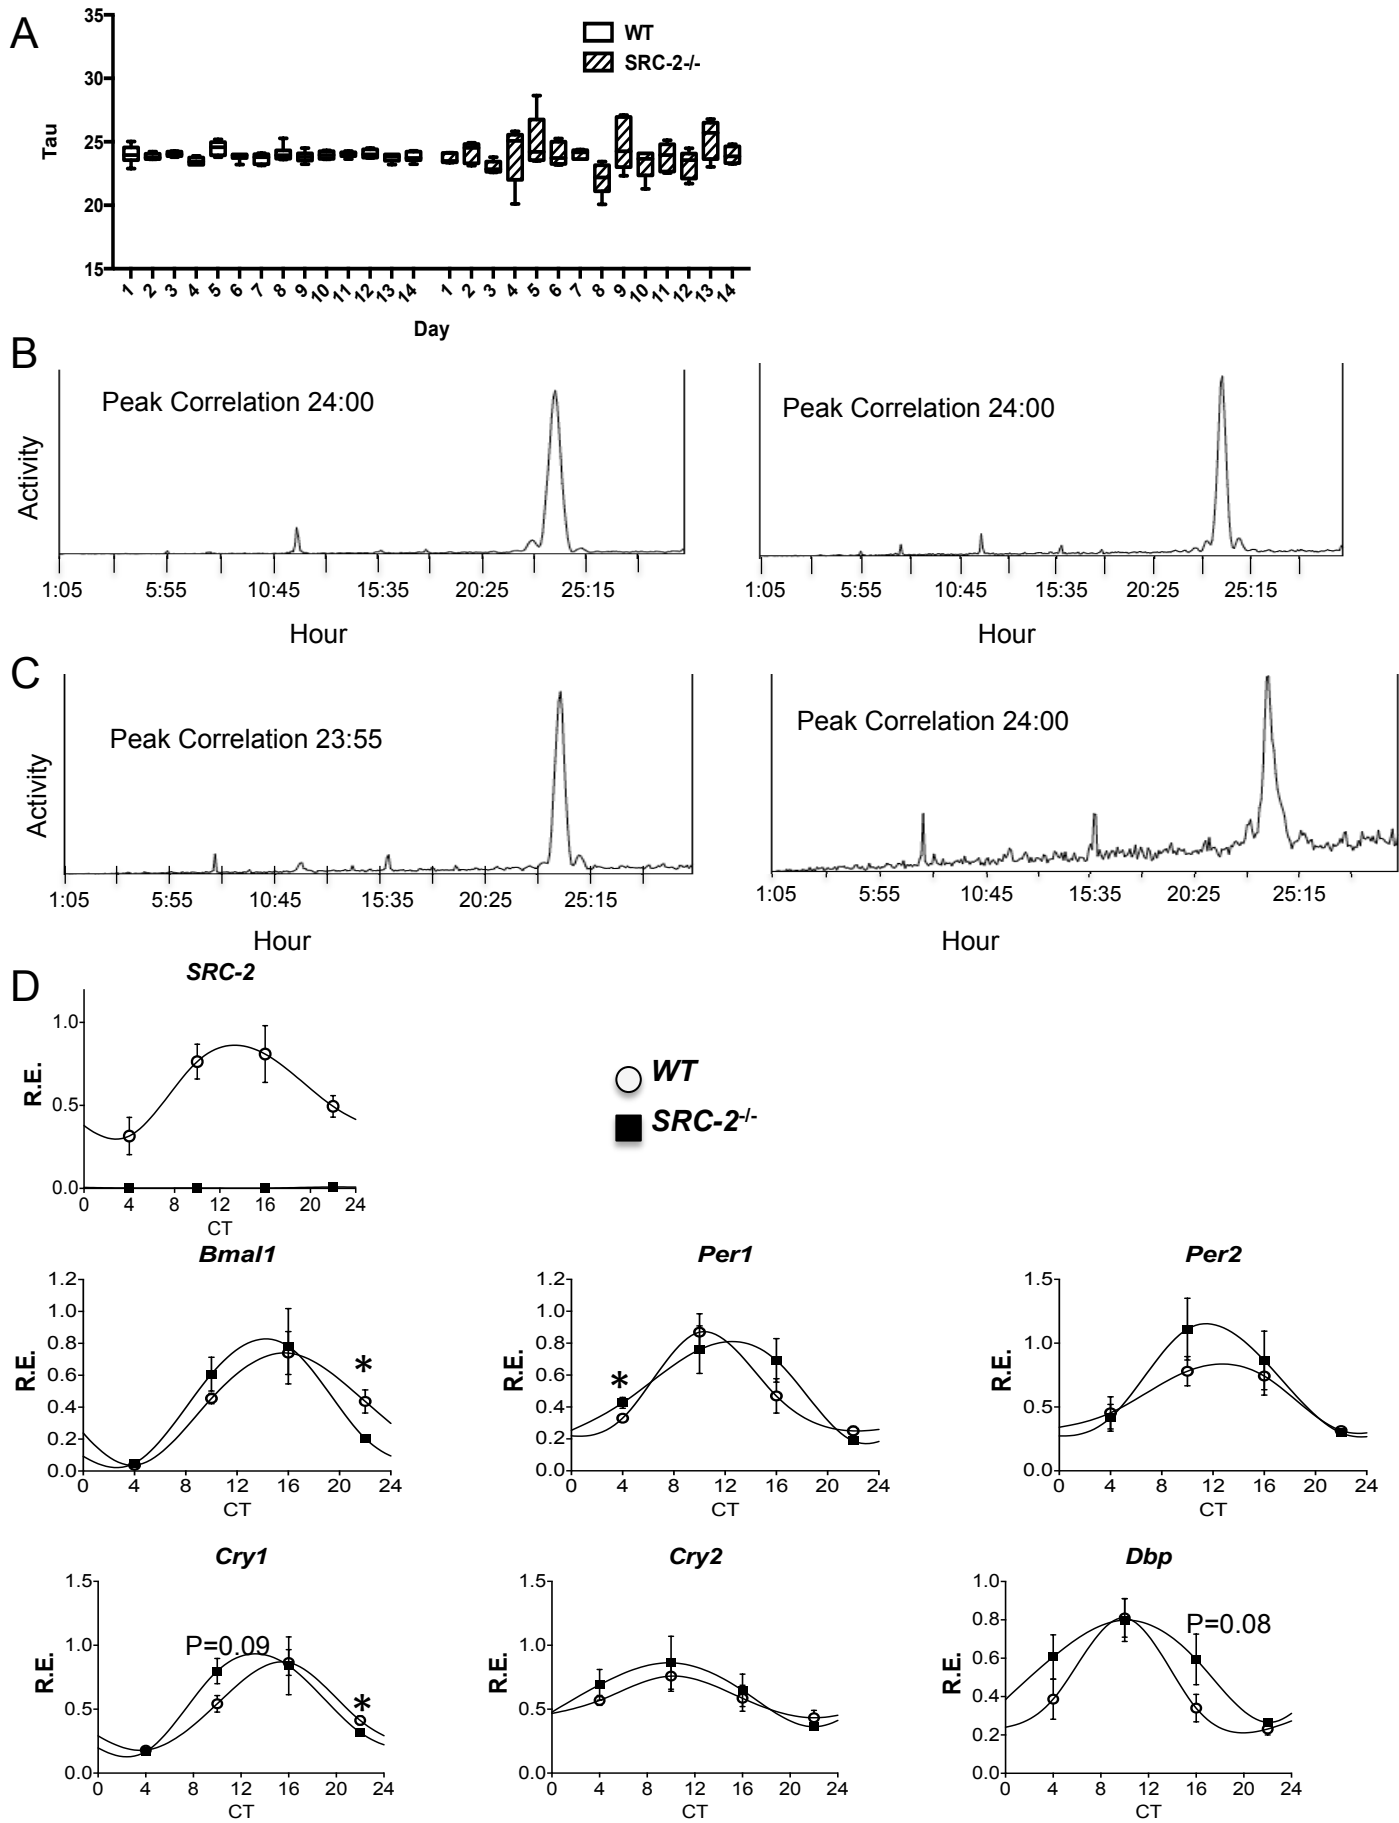 A
35
30
25
20
15
Tau
WT
SRC-2-/-
1 2 3 4 5 6 7 8 9 10 11 12 13 14 1 2 3 4 5 6 7 8 9 10 11 12 13 14
Day
B
Peak Correlation 24:00
Activity
1:05 5:55 10:45 15:35 20:25 25:15
Hour
Peak Correlation 24:00
1:05 5:55 10:45 15:35 20:25 25:15
Hour
C
Peak Correlation 23:55
Activity
1:05 5:55 10:45 15:35 20:25 25:15
Hour
Peak Correlation 24:00
1:05 5:55 10:45 15:35 20:25 25:15
Hour
D
SRC-2
1.0
0.5
0.0
R.E.
0 4 8 12 16 20 24
CT
WT
SRC-2-/-
Bmal1
1.2
1.0
0.8
0.6
0.4
0.2
0.0
R.E.
*
0 4 8 12 16 20 24
CT
Per1
1.2
1.0
0.8
0.6
0.4
0.2
0.0
R.E.
*
0 4 8 12 16 20 24
CT
Per2
1.5
1.0
0.5
0.0
R.E.
0 4 8 12 16 20 24
CT
Cry1
1.5
1.0
0.5
0.0
R.E.
P=0.09
*
0 4 8 12 16 20 24
CT
Cry2
1.5
1.0
0.5
0.0
R.E.
0 4 8 12 16 20 24
CT
Dbp
1.0
0.8
0.6
0.4
0.2
0.0
R.E.
P=0.08
0 4 8 12 16 20 24
CT